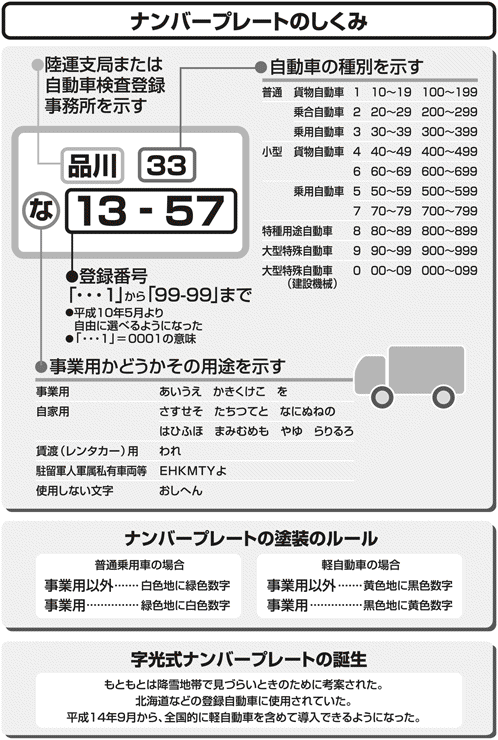 ナンバープレートのしくみ
●陸運支局または
自動車検査登録
事務所を示す
●自動車の種別を示す
普通 貨物自動車 1 10〜19 100〜199
乗合自動車 2 20〜29 200〜299
乗用自動車 3 30〜39 300〜399
小型 貨物自動車 4 40〜49 400〜499
6 60〜69 600〜699
乗用自動車 5 50〜59 500〜599
7 70〜79 700〜799
特種用途自動車 8 80〜89 800〜899
大型特殊自動車 9 90〜99 900〜999
大型特殊自動車 0 00〜09 000〜099
(建設機械)
品川 33
な 13 - 57
●登録番号
「・・・1」から「99-99」まで
●平成10年5月より
自由に選べるようになった
●「・・・1」=0001の意味
●事業用かどうかその用途を示す
事業用 あいうえ かきくけこ を
自家用 さすせそ たちつてと なにぬねの
はひふほ まみむめも やゆ らりるろ
賃渡(レンタカー)用 われ
駐留軍人軍属私有車両等 EHKMTYよ
使用しない文字 おしへん
ナンバープレートの塗装のルール
普通乗用車の場合
事業用以外……白色地に緑色数字
事業用…………緑色地に白色数字
軽自動車の場合
事業用以外……黄色地に黒色数字
事業用…………黒色地に黄色数字
字光式ナンバープレートの誕生
もともとは降雪地帯で見づらいときのために考案された。
北海道などの登録自動車に使用されていた。
平成14年9月から、全国的に軽自動車を含めて導入できるようになった。